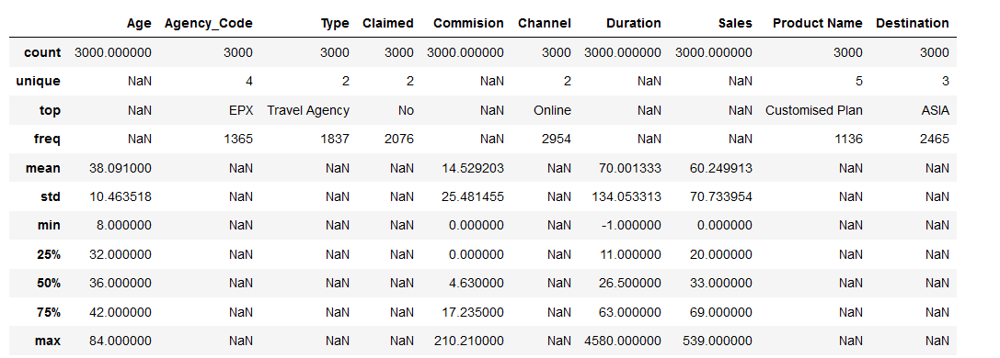 Age Agency_Code Type Claimed Commision Channel Duration Sales Product Name Destination
count 3000.000000 3000 3000 3000 3000.000000 3000 3000.000000 3000.000000 3000 3000
unique NaN 4 2 2 NaN 2 NaN NaN 5 3
top NaN EPX Travel Agency No NaN Online NaN NaN Customised Plan ASIA
freq NaN 1365 1837 2076 NaN 2954 NaN NaN 1136 2465
mean 38.091000 NaN NaN NaN 14.529203 NaN 70.001333 60.249913 NaN NaN
std 10.463518 NaN NaN NaN 25.481455 NaN 134.053313 70.733954 NaN NaN
min 8.000000 NaN NaN NaN 0.000000 NaN -1.000000 0.000000 NaN NaN
25% 32.000000 NaN NaN NaN 0.000000 NaN 11.000000 20.000000 NaN NaN
50% 36.000000 NaN NaN NaN 4.630000 NaN 26.500000 33.000000 NaN NaN
75% 42.000000 NaN NaN NaN 17.235000 NaN 63.000000 69.000000 NaN NaN
max 84.000000 NaN NaN NaN 210.210000 NaN 4580.000000 539.000000 NaN NaN